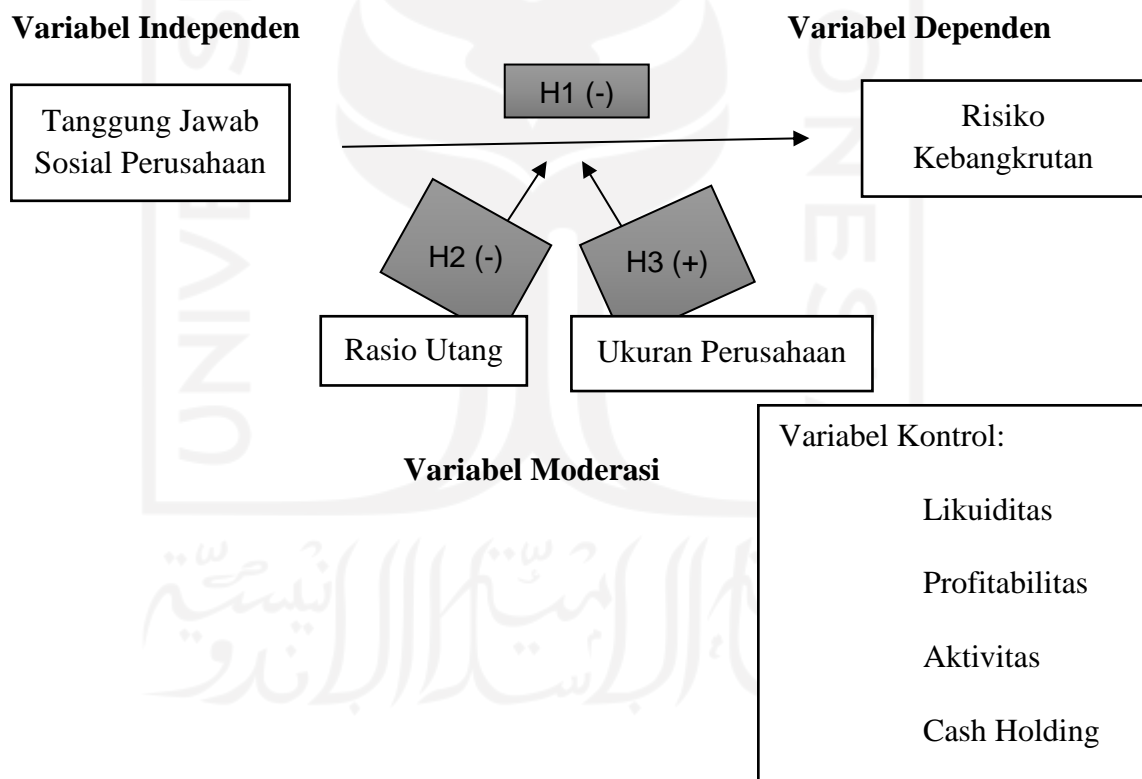 Variabel Independen
Variabel Dependen
H1 (-)
Tanggung Jawab
Sosial Perusahaan
Risiko
Kebangkrutan
H2 (-)
H3 (+)
Rasio Utang
Ukuran Perusahaan
Variabel Moderasi
Variabel Kontrol:
Likuiditas
Profitabilitas
Aktivitas
Cash Holding